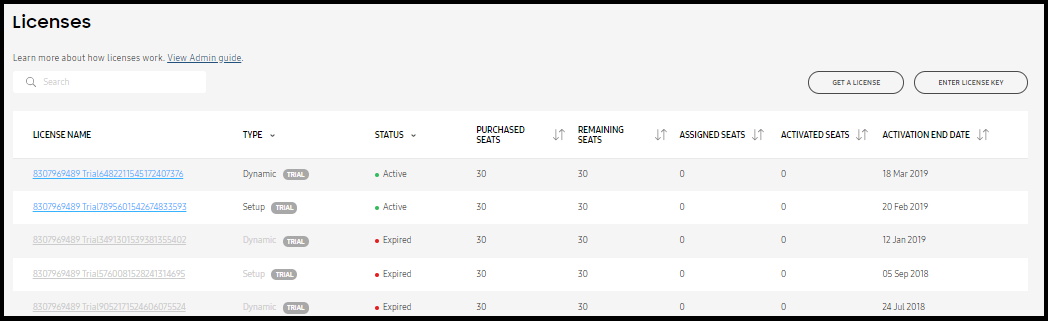 Licenses
Learn more about how licenses work. View Admin guide.
Search
GET A LICENSE ENTER LICENSE KEY
LICENSE NAME TYPE STATUS PURCHASED SEATS REMAINING SEATS ASSIGNED SEATS ACTIVATED SEATS ACTIVATION END DATE
8307969489 Trial6482211545172407376 Dynamic TRIAL Active 30 30 0 0 18 Mar 2019
8307969489 Trial7895601542674833593 Setup TRIAL Active 30 30 0 0 20 Feb 2019
8307969489 Trial3491301539381355402 Dynamic TRIAL Expired 30 30 0 0 12 Jan 2019
8307969489 Trial5760081528241314695 Setup TRIAL Expired 30 30 0 0 05 Sep 2018
8307969489 Trial9052171524606075524 Dynamic TRIAL Expired 30 30 0 0 24 Jul 2018